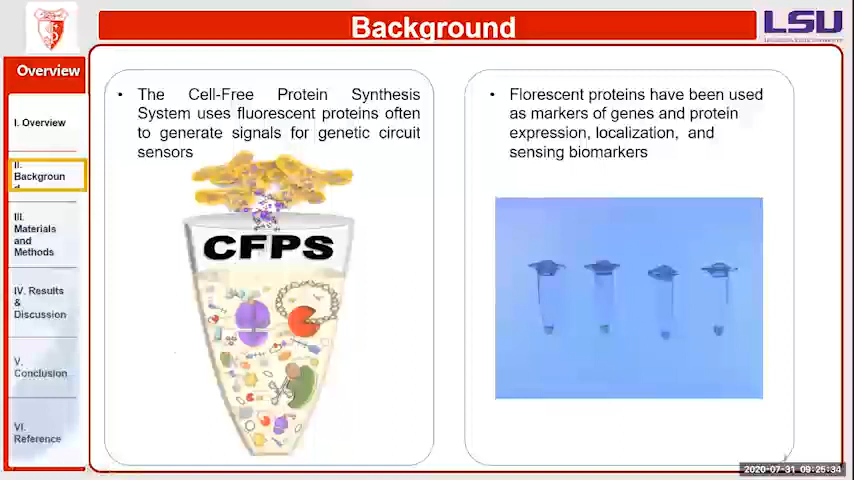 Background
LSU
Overview
I. Overview
II.
Backgroun
d
III.
Materials
and
Methods
IV. Results
&
Discussion
V.
Conclusion
VI.
Reference
• The Cell-Free Protein Synthesis
System uses fluorescent proteins often
to generate signals for genetic circuit
sensors
CFPS
• Florescent proteins have been used
as markers of genes and protein
expression, localization, and
sensing biomarkers
2020-07-31 09:25:34